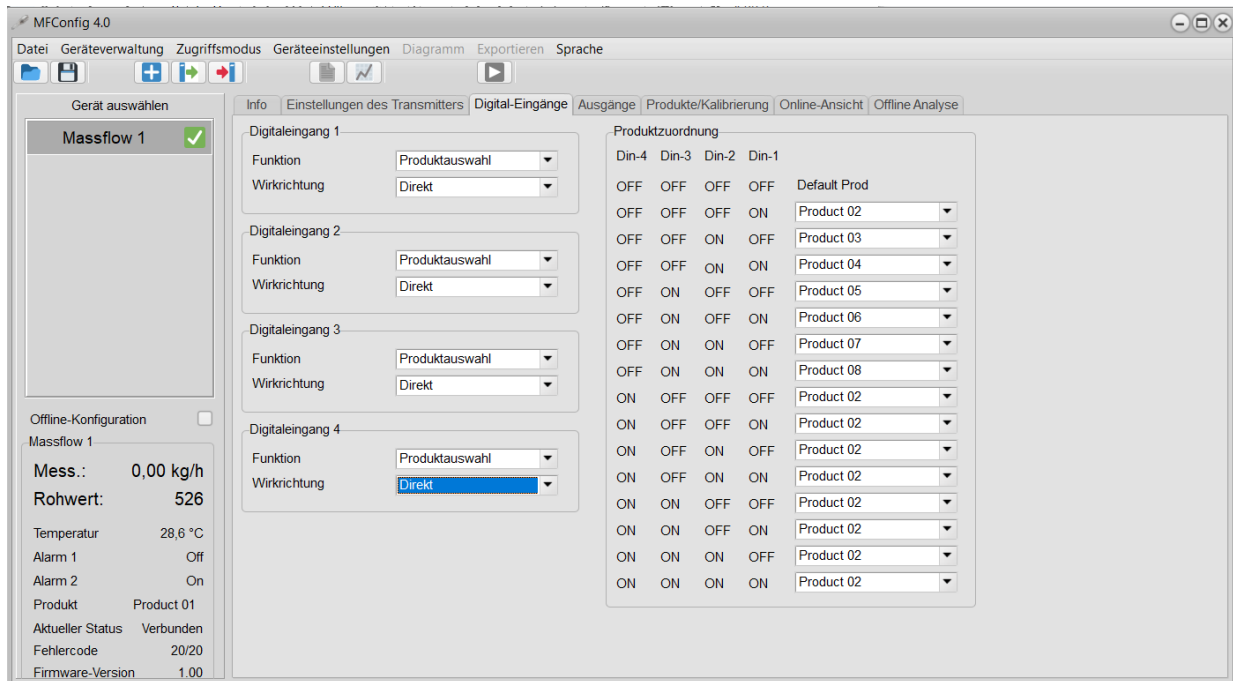 MFConfig 4.0
Datei Geräteverwaltung Zugriffsmodus Geräteeinstellungen Diagramm Exportieren Sprache
Gerät auswählen
Massflow 1
Offline-Konfiguration
Massflow 1
Mess.: 0,00 kg/h
Rohwert: 526
Temperatur 28,6 °C
Alarm 1 Off
Alarm 2 On
Produkt Product 01
Aktueller Status Verbunden
Fehlercode 20/20
Firmware-Version 1.00
Info Einstellungen des Transmitters Digital-Eingänge Ausgänge Produkte/Kalibrierung Online-Ansicht Offline Analyse
Digitaleingang 1
Funktion Produktauswahl
Wirkrichtung Direkt
Digitaleingang 2
Funktion Produktauswahl
Wirkrichtung Direkt
Digitaleingang 3
Funktion Produktauswahl
Wirkrichtung Direkt
Digitaleingang 4
Funktion Produktauswahl
Wirkrichtung Direkt
Produktzuordnung
Din-4 Din-3 Din-2 Din-1
OFF OFF OFF OFF Default Prod
OFF OFF OFF ON Product 02
OFF OFF ON OFF Product 03
OFF OFF ON ON Product 04
OFF ON OFF OFF Product 05
OFF ON OFF ON Product 06
OFF ON ON OFF Product 07
OFF ON ON ON Product 08
ON OFF OFF OFF Product 02
ON OFF OFF ON Product 02
ON OFF ON OFF Product 02
ON OFF ON ON Product 02
ON ON OFF OFF Product 02
ON ON OFF ON Product 02
ON ON ON OFF Product 02
ON ON ON ON Product 02